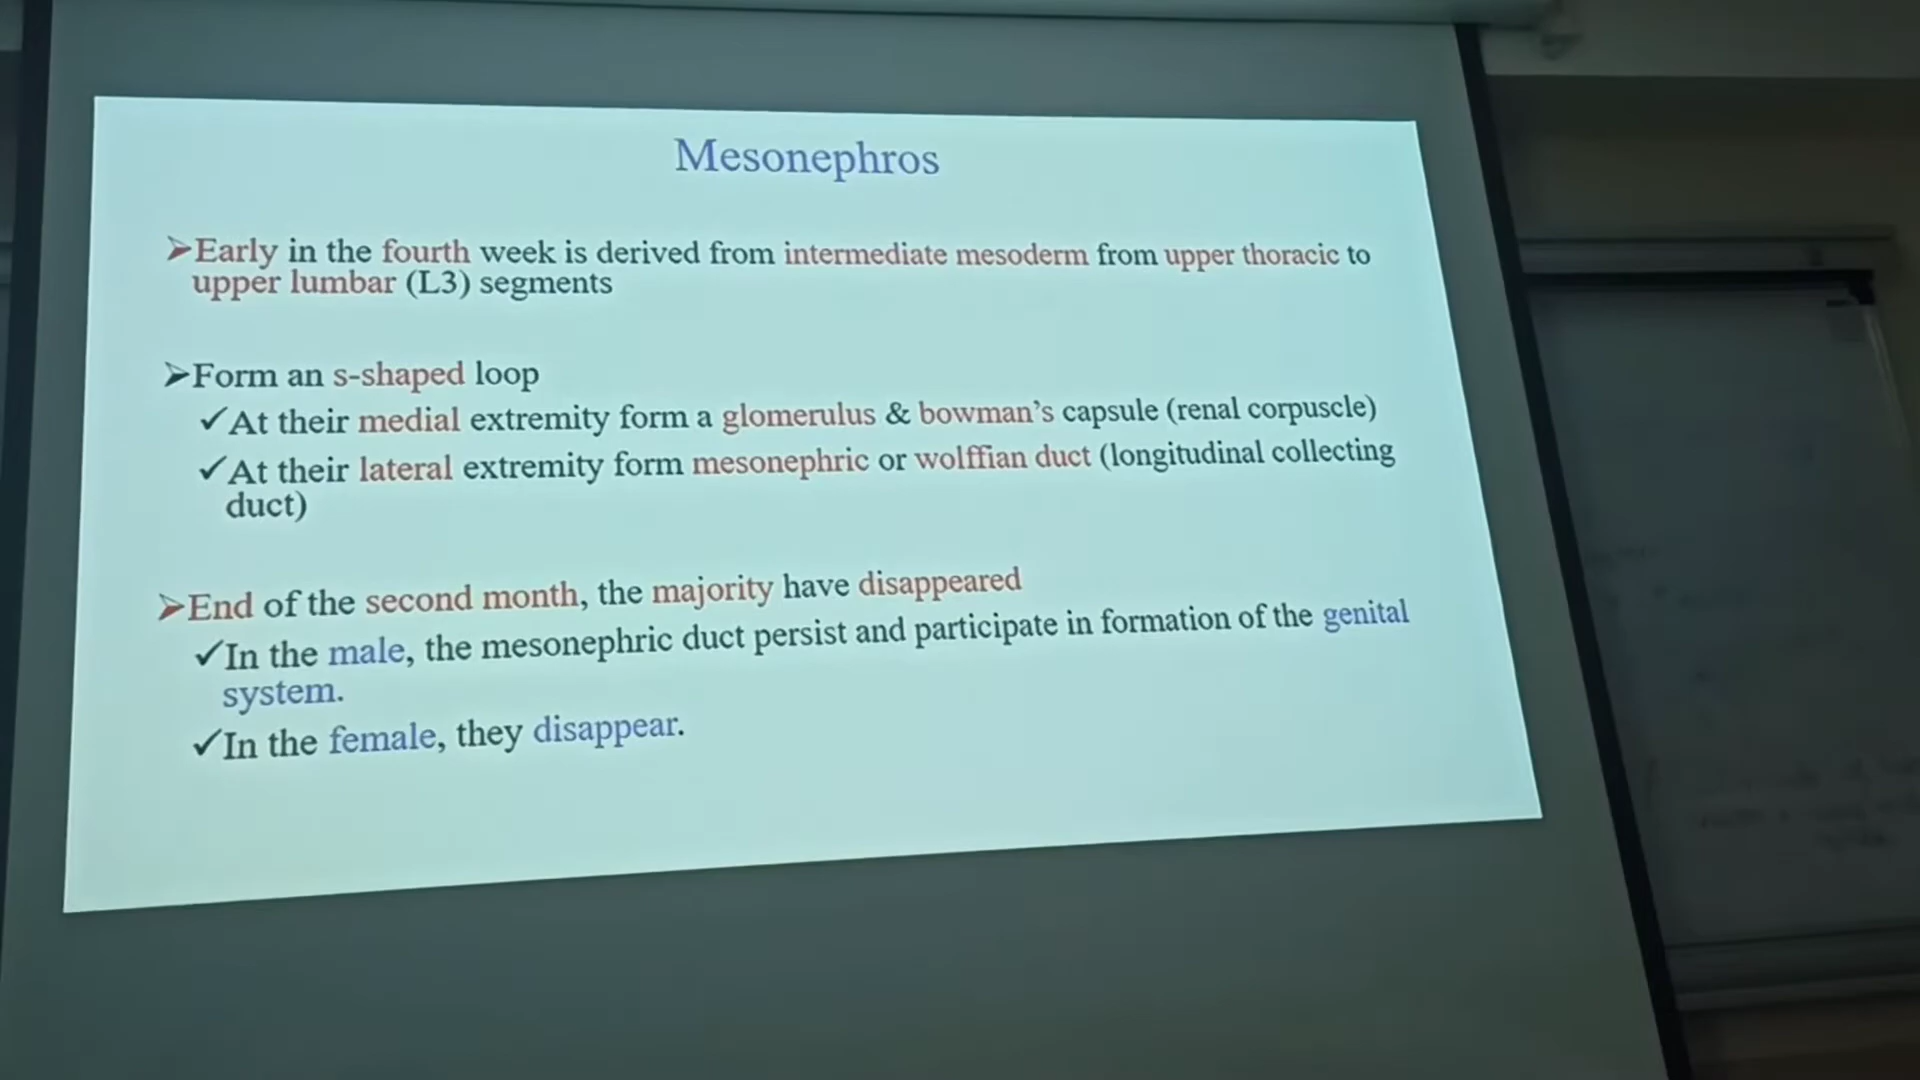 Mesonephros
➢Early in the fourth week is derived from intermediate mesoderm from upper thoracic to
upper lumbar (L3) segments
➢Form an s-shaped loop
✓At their medial extremity form a glomerulus & bowman's capsule (renal corpuscle)
✓At their lateral extremity form mesonephric or wolffian duct (longitudinal collecting
duct)
➢End of the second month, the majority have disappeared
✓In the male, the mesonephric duct persist and participate in formation of the genital
system.
✓In the female, they disappear.